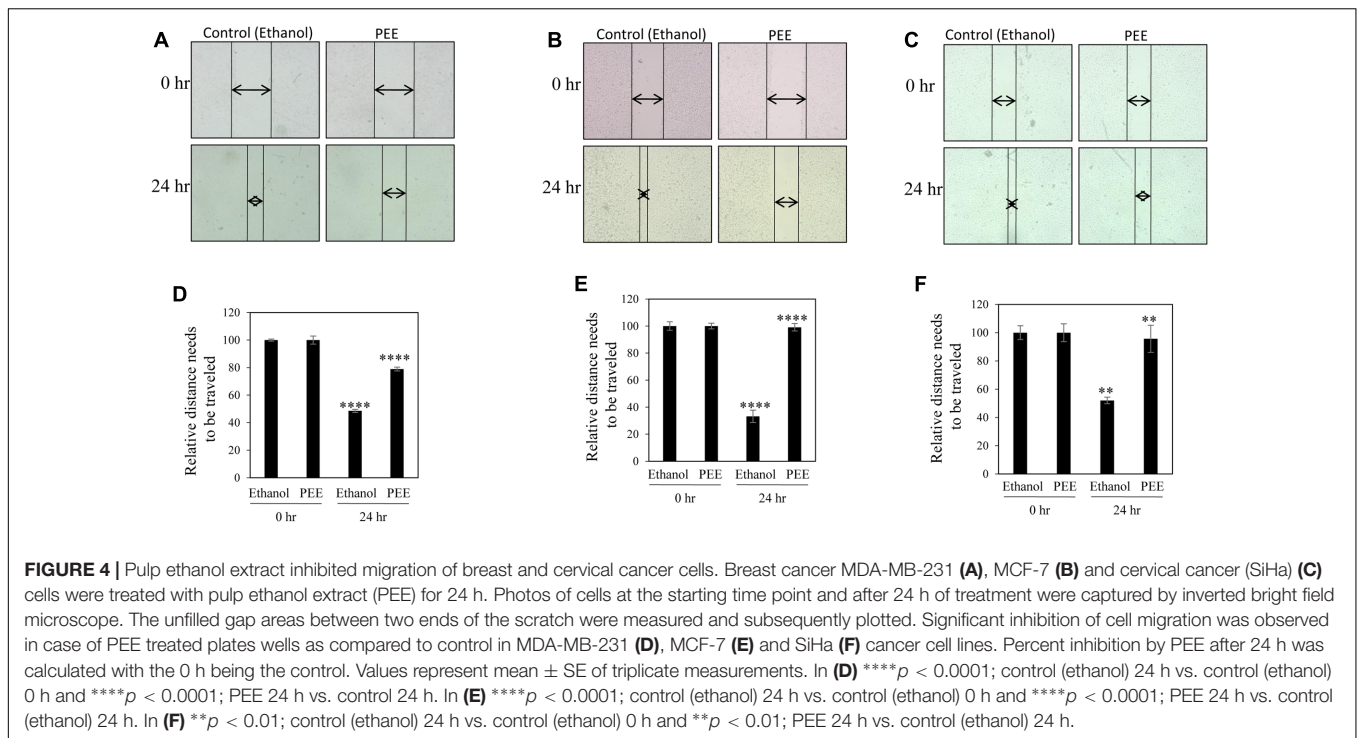 A
Control (Ethanol) PEE
0 hr
24 hr
B
Control (Ethanol) PEE
0 hr
24 hr
C
Control (Ethanol) PEE
0 hr
24 hr
D
Relative distance needs
to be traveled
120
100
80
60
40
20
0
**** ****
Ethanol PEE Ethanol PEE
0 hr 24 hr
E
Relative distance needs
to be traveled
120
100
80
60
40
20
0
**** ****
Ethanol PEE Ethanol PEE
0 hr 24 hr
F
Relative distance needs
to be traveled
120
100
80
60
40
20
0
** **
Ethanol PEE Ethanol PEE
0 hr 24 hr
FIGURE 4 | Pulp ethanol extract inhibited migration of breast and cervical cancer cells. Breast cancer MDA-MB-231 (A), MCF-7 (B) and cervical cancer (SiHa) (C)
cells were treated with pulp ethanol extract (PEE) for 24 h. Photos of cells at the starting time point and after 24 h of treatment were captured by inverted bright field
microscope. The unfilled gap areas between two ends of the scratch were measured and subsequently plotted. Significant inhibition of cell migration was observed
in case of PEE treated plates wells as compared to control in MDA-MB-231 (D), MCF-7 (E) and SiHa (F) cancer cell lines. Percent inhibition by PEE after 24 h was
calculated with the 0 h being the control. Values represent mean ± SE of triplicate measurements. In (D) ****p < 0.0001; control (ethanol) 24 h vs. control (ethanol)
0 h and ****p < 0.0001; PEE 24 h vs. control 24 h. In (E) ****p < 0.0001; control (ethanol) 24 h vs. control (ethanol) 0 h and ****p < 0.0001; PEE 24 h vs. control
(ethanol) 24 h. In (F) **p < 0.01; control (ethanol) 24 h vs. control (ethanol) 0 h and **p < 0.01; PEE 24 h vs. control (ethanol) 24 h.